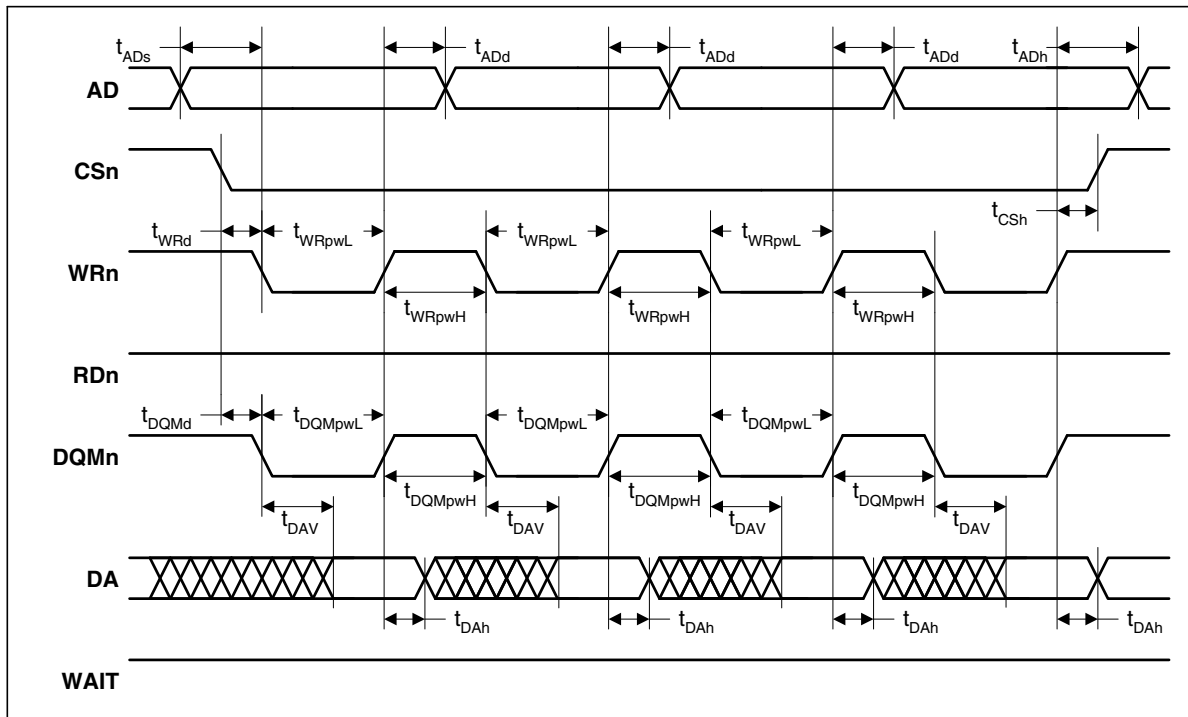 tADs tADd tADd tADd tADh
AD
CSn
tCSh
tWRd tWRpwL tWRpwL tWRpwL
WRn
tWRpwH tWRpwH tWRpwH
RDn
tDQMd tDQMpwL tDQMpwL tDQMpwL
DQMn
tDQMpwH tDQMpwH tDQMpwH
tDAV tDAV tDAV tDAV
DA
tDAh tDAh tDAh tDAh
WAIT